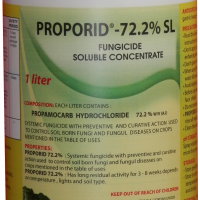 PROPORID®-72.2% SL
FUNGICIDE
SOLUBLE CONCENTRATE
1 liter
COMPOSITION: EACH LITER CONTAINS:
PROPAMOCARB HYDROCHLORIDE 72.2 %
SYSTEMIC FUNGICIDE WITH PREVENTIVE AND CURATIVE ACTION. USED
TO CONTROL SOIL BORN FUNGI AND FUNGUL DISEASES ON CROPS
MENTIONED IN THE TABLE OF USES
PROPERTIES:
PROPORID 72.2% : Systemic fungicide with preventive and curative
action used to control soil born fungi and fungul diseases on
crops mentioned in the table of uses
PROPORID 72.2% : Has long residual activity for 3 - 8 weeks depending
on temperature, lights and soil type.
KEEP OUT OF REACH OF CHILDREN